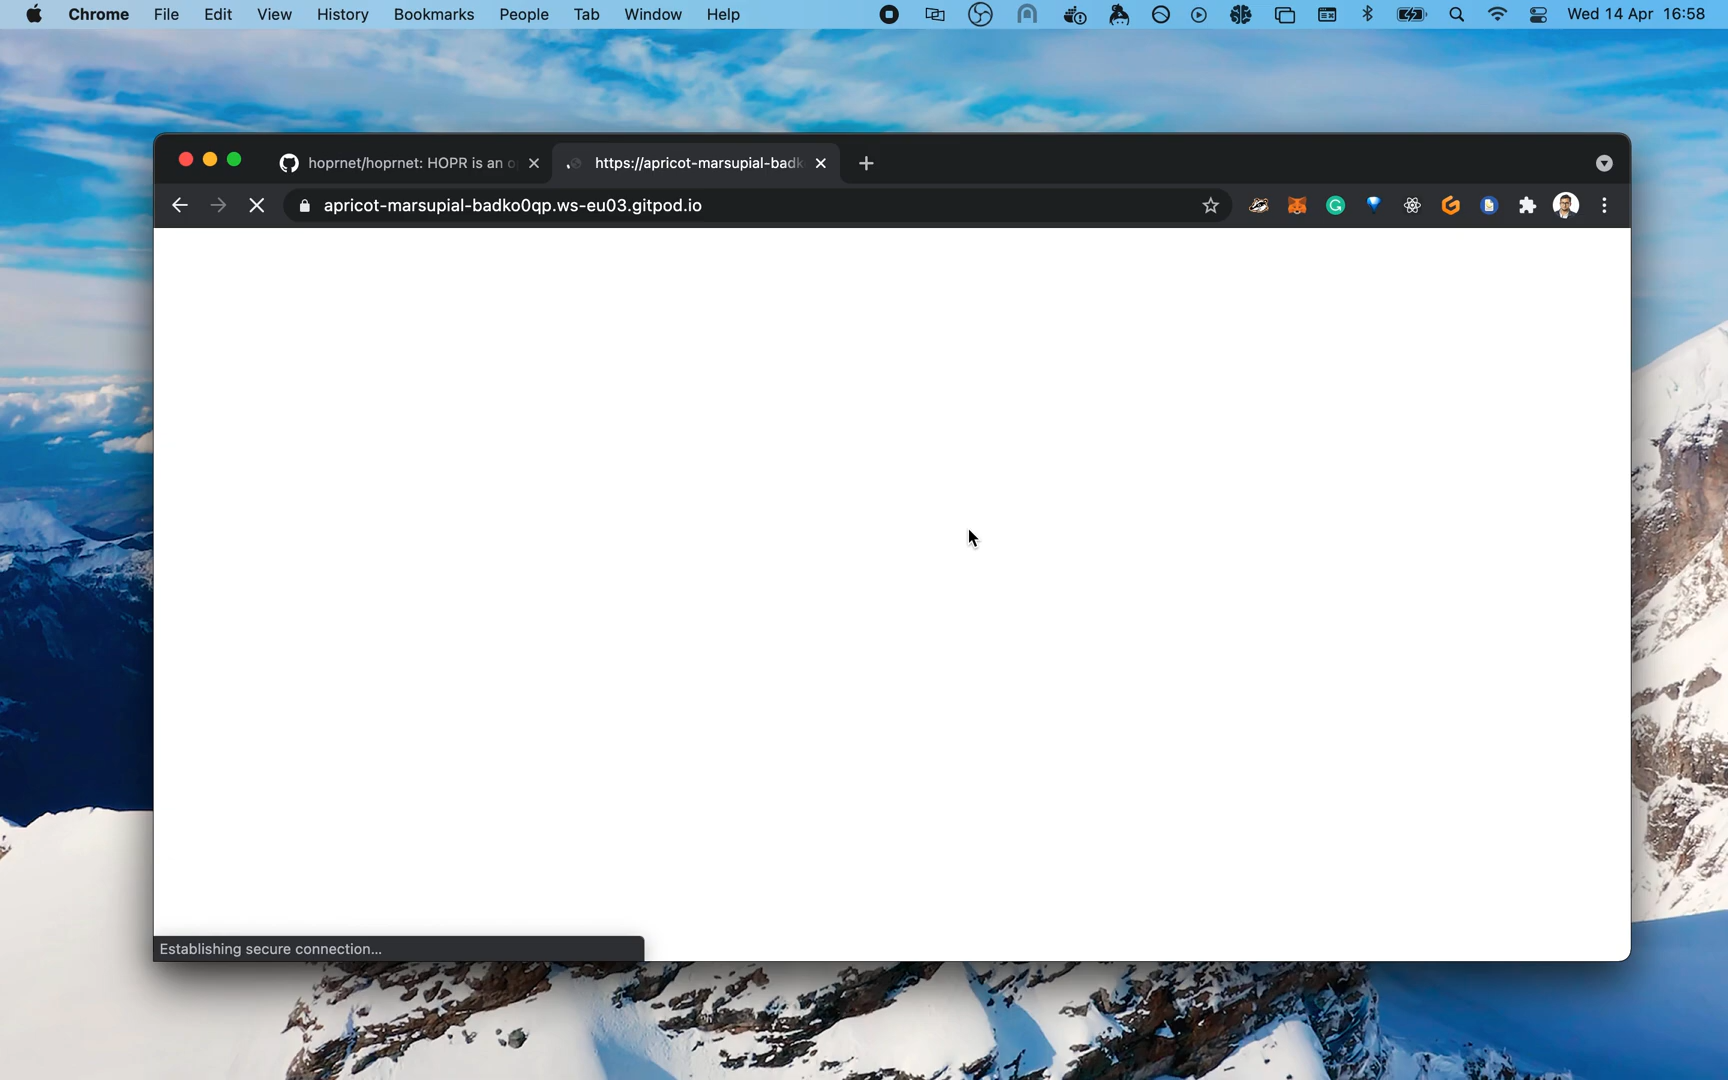 Chrome File Edit View History Bookmarks People Tab Window Help Wed 14 Apr 16:58
hoprnet/hoprnet: HOPR is an o https://apricot-marsupial-badk
apricot-marsupial-badko0qp.ws-eu03.gitpod.io
Establishing secure connection...